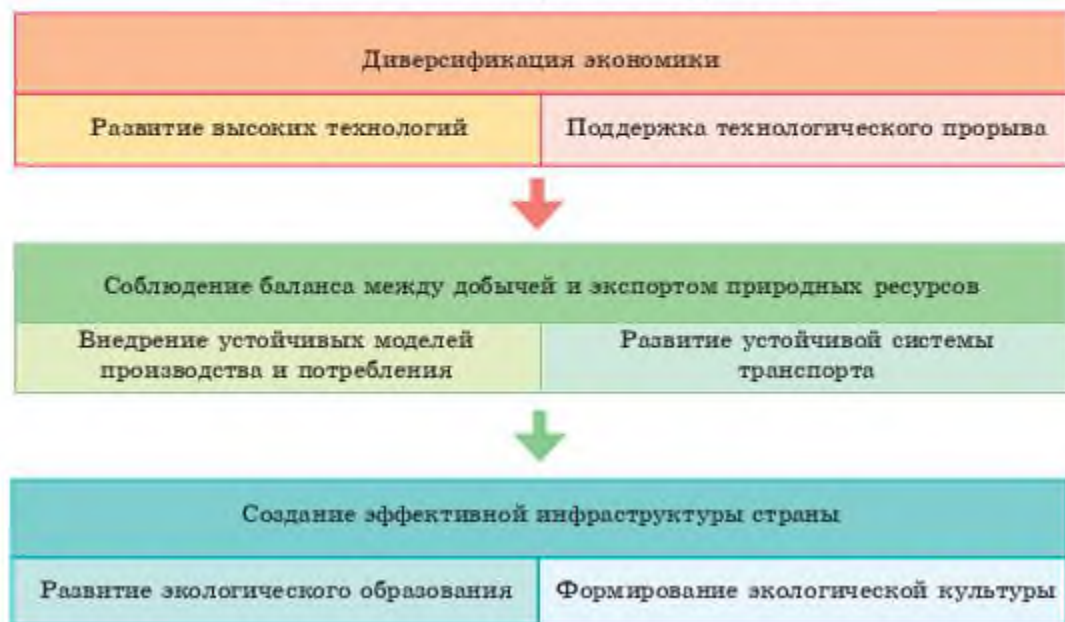 Диверсификация экономики
Развитие высоких технологий
Поддержка технологического прорыва
Соблюдение баланса между добычей и экспортом природных ресурсов
Внедрение устойчивых моделей
производства и потребления
Развитие устойчивой системы
транспорта
Создание эффективной инфраструктуры страны
Развитие экологического образования
Формирование экологической культуры